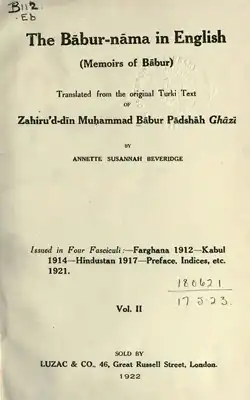 B112
.Eb
The Bābur-nāma in English
(Memoirs of Bābur)
Translated from the original Turki Text
OF
Zahiru'd-dīn Muḥammad Bābur Pādshāh Ghāzī
BY
ANNETTE SUSANNAH BEVERIDGE
Issued in Four Fasciculi:—Farghana 1912—Kabul
1914—Hindustan 1917—Preface, Indices, etc.
1921.
180621
17.5.23.
Vol. II
SOLD BY
LUZAC & CO., 46, Great Russell Street, London.
1922